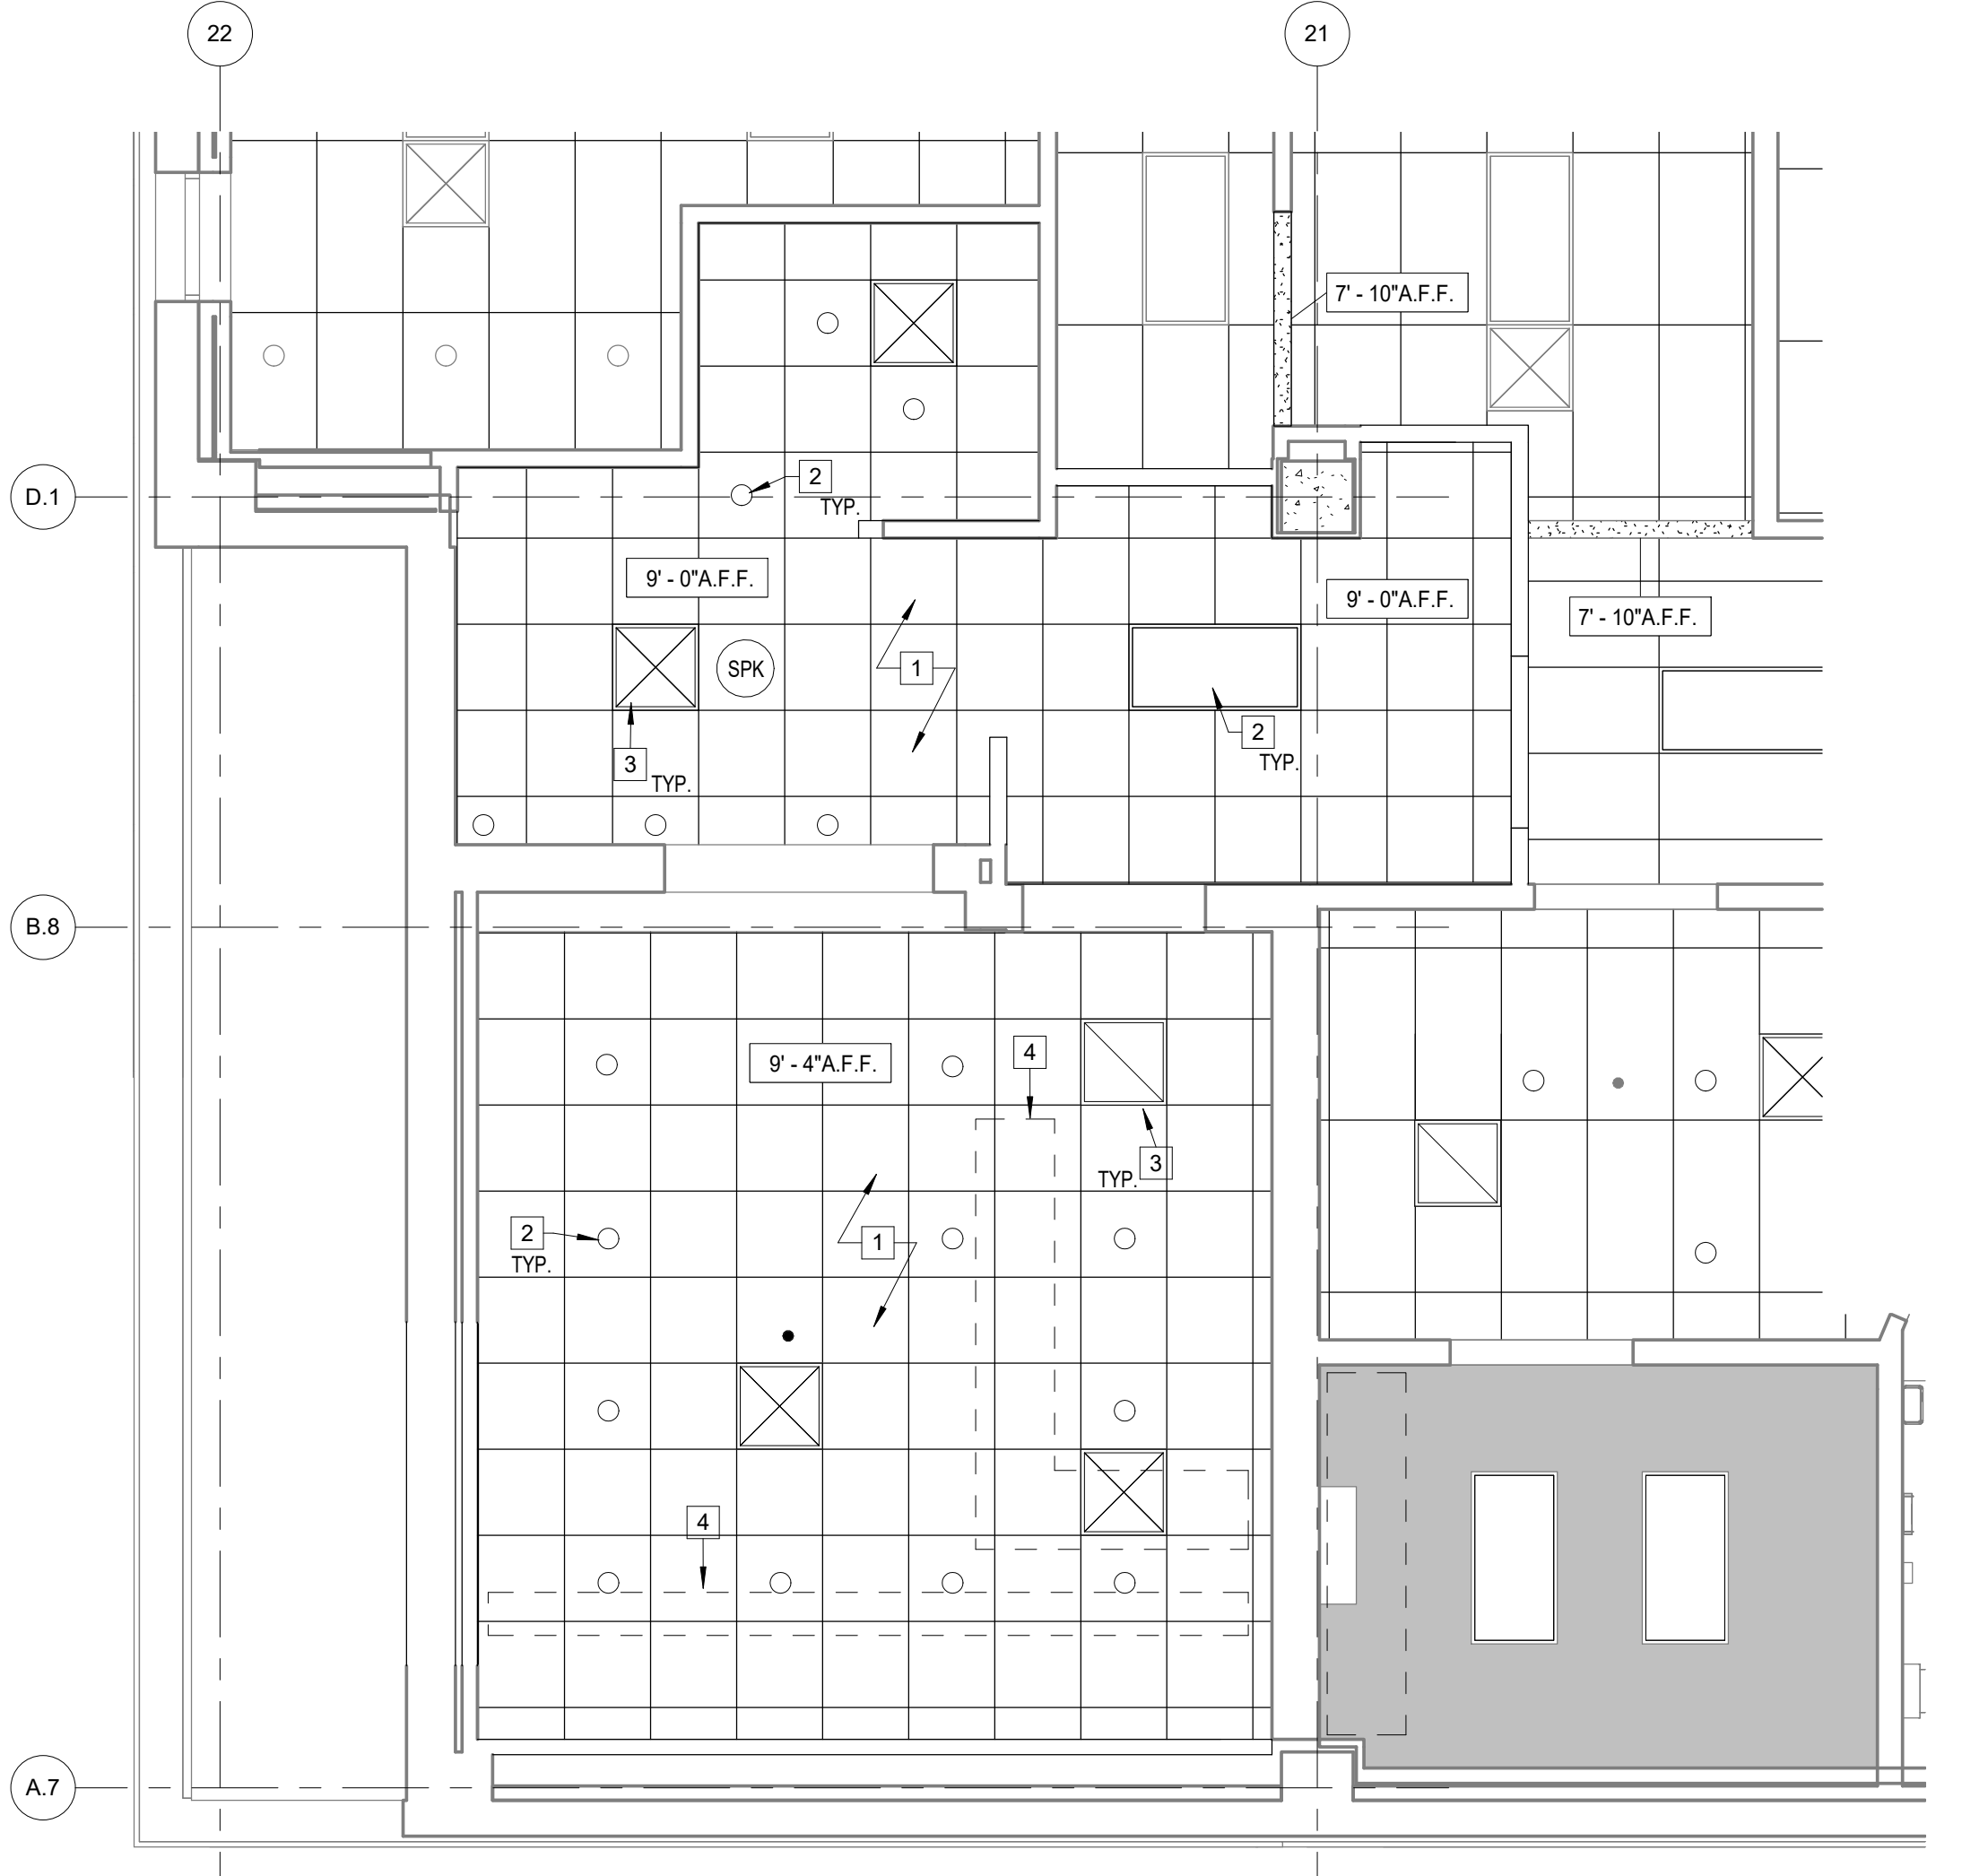 22
21
7' - 10"A.F.F.
D.1
2
TYP.
9' - 0"A.F.F.
9' - 0"A.F.F.
7' - 10"A.F.F.
SPK
1
2
TYP.
3
TYP.
B.8
9' - 4"A.F.F.
4
3
TYP.
2
TYP.
1
4
A.7